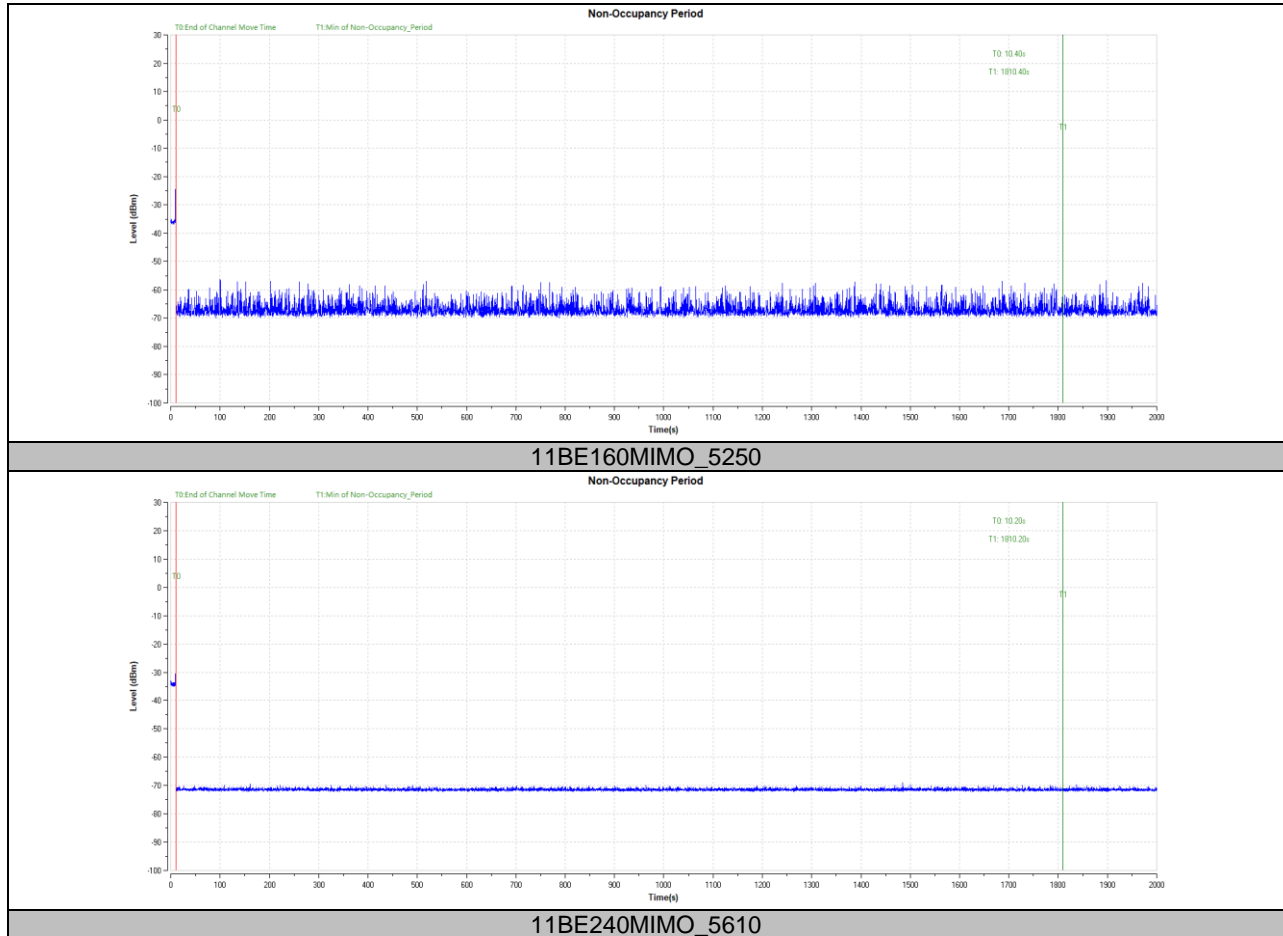 Non-Occupancy Period
T0:End of Channel Move Time T1:Min of Non-Occupancy_Period
T0: 10.40s
T1: 1810.40s
T0
T1
Level (dBm)
30
20
10
0
-10
-20
-30
-40
-50
-60
-70
-80
-90
-100
0 100 200 300 400 500 600 700 800 900 1000 1100 1200 1300 1400 1500 1600 1700 1800 1900 2000
Time(s)
11BE160MIMO_5250
Non-Occupancy Period
T0:End of Channel Move Time T1:Min of Non-Occupancy_Period
T0: 10.20s
T1: 1810.20s
T0
T1
Level (dBm)
30
20
10
0
-10
-20
-30
-40
-50
-60
-70
-80
-90
-100
0 100 200 300 400 500 600 700 800 900 1000 1100 1200 1300 1400 1500 1600 1700 1800 1900 2000
Time(s)
11BE240MIMO_5610